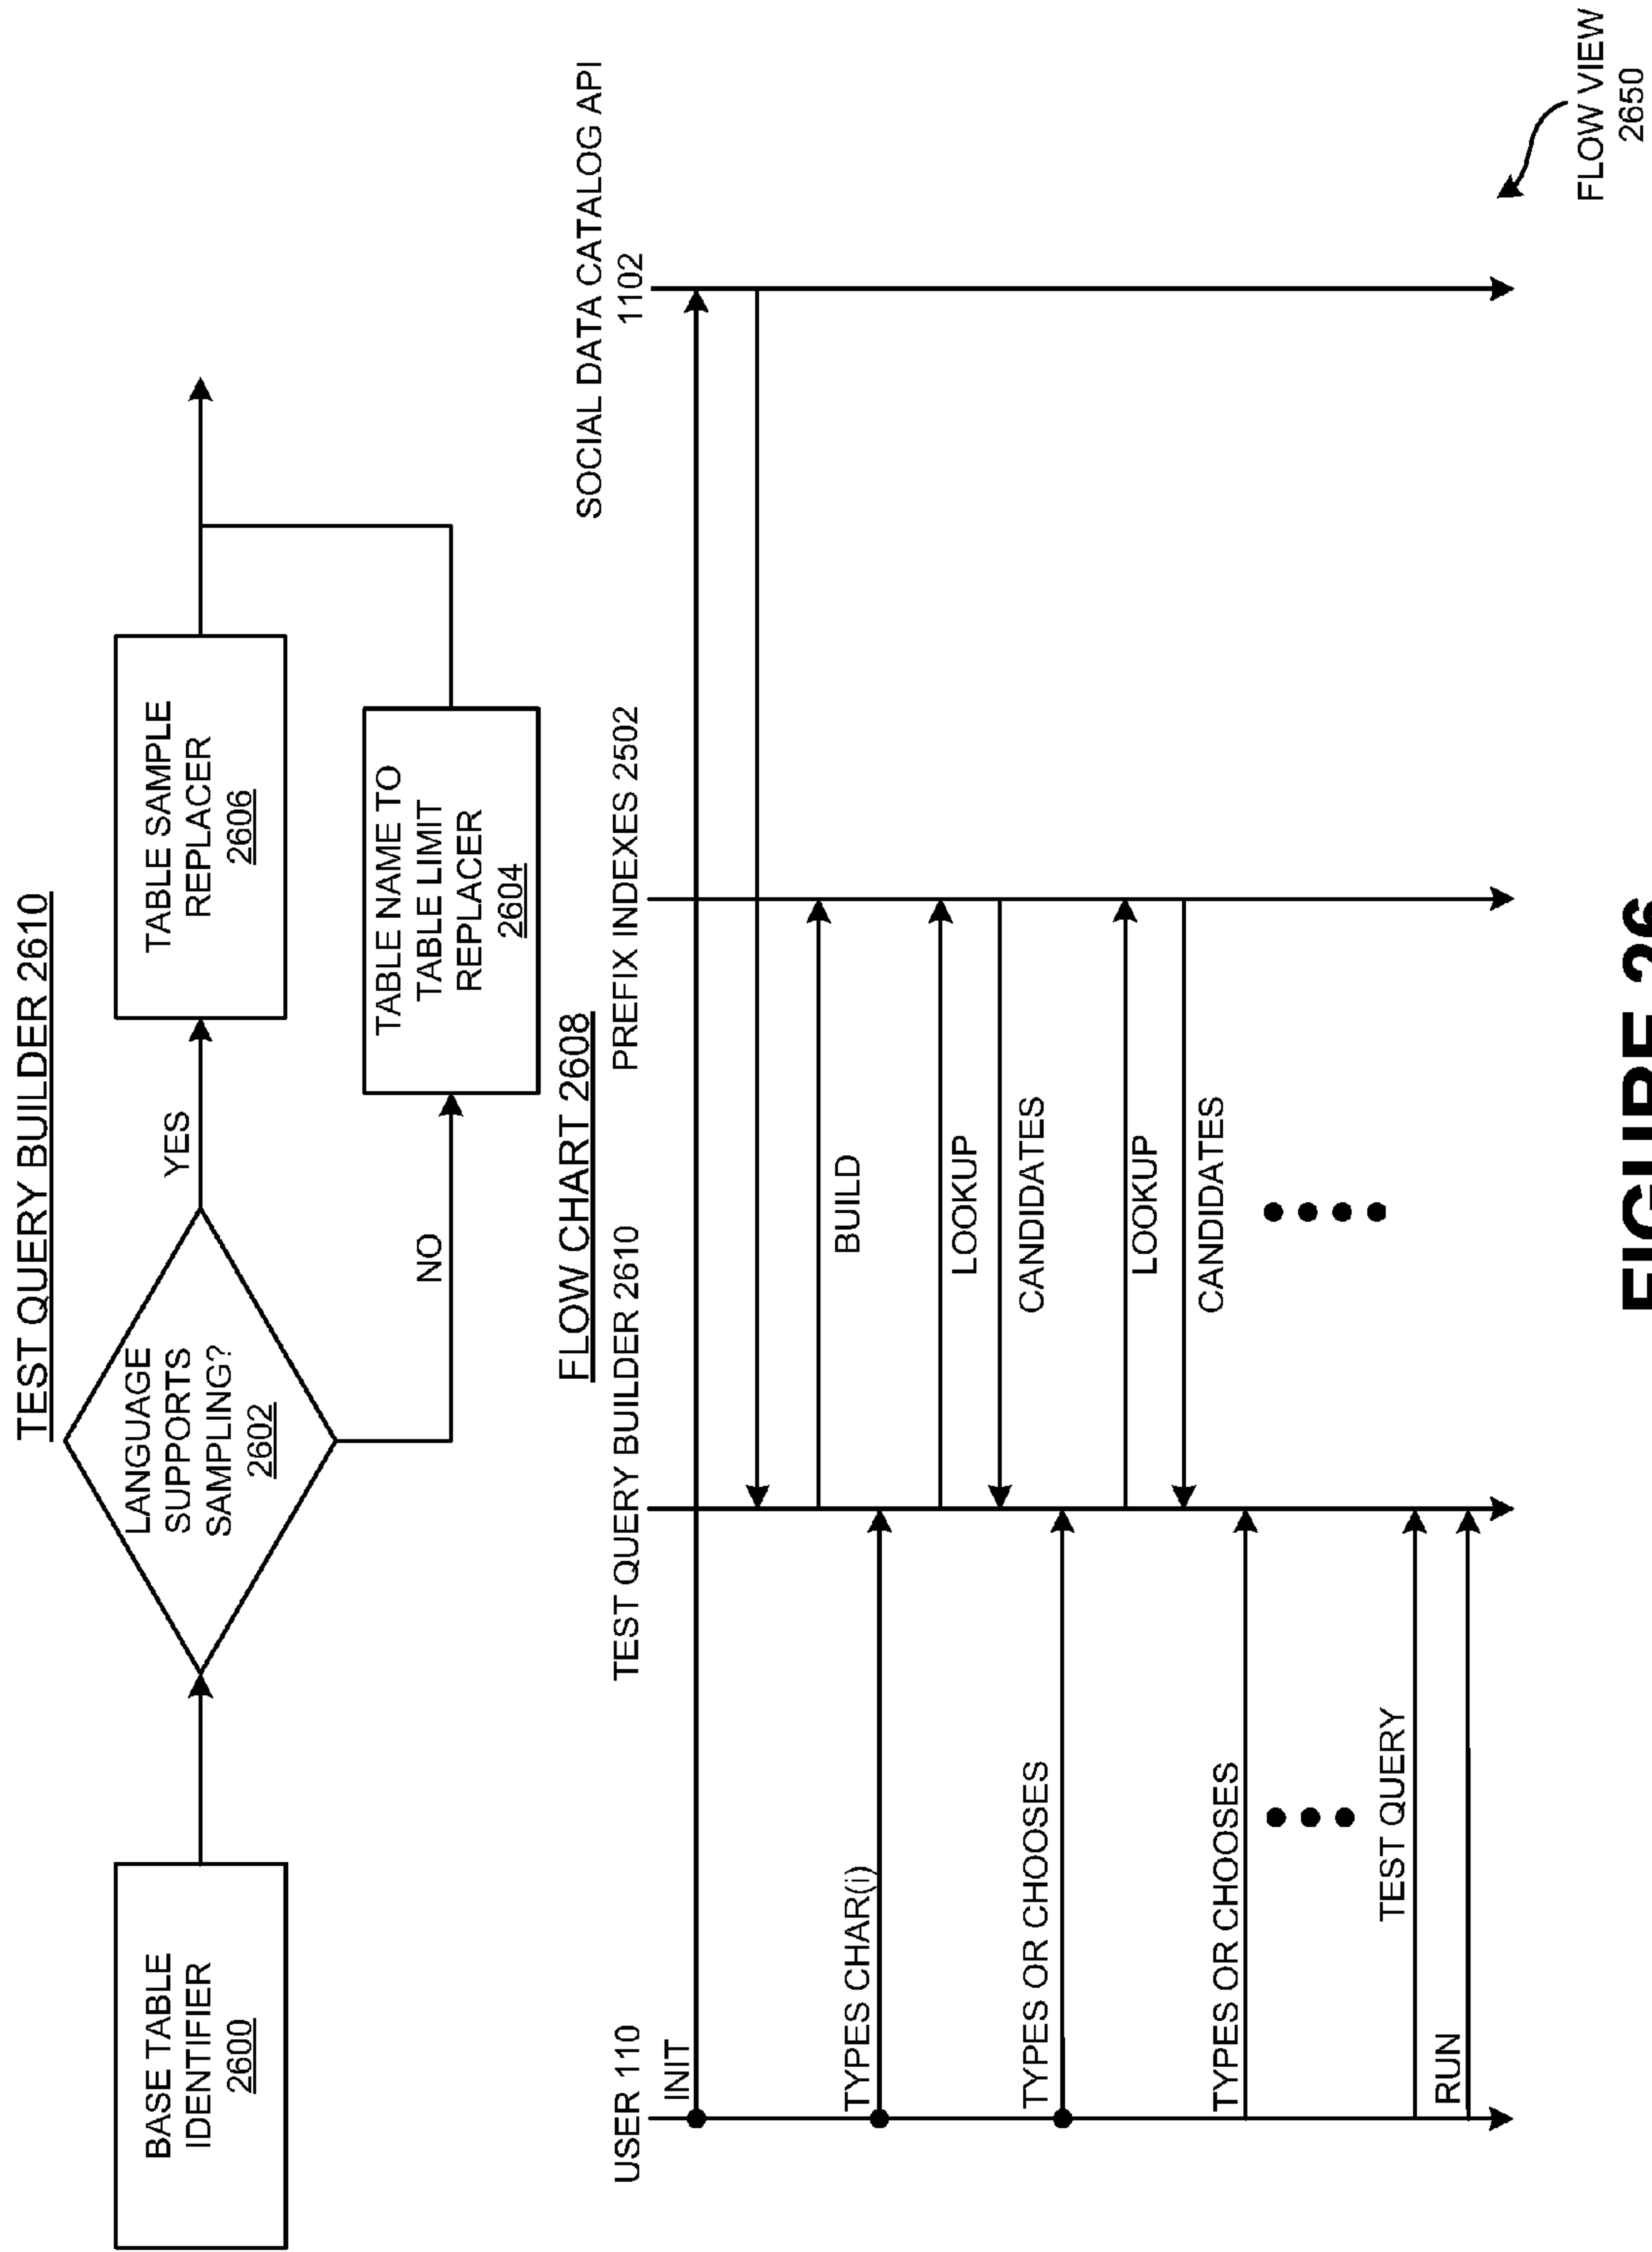 TEST QUERY BUILDER 2610
BASE TABLE
IDENTIFIER
2600
LANGUAGE
SUPPORTS
SAMPLING?
2602
YES
NO
TABLE SAMPLE
REPLACER
2606
TABLE NAME TO
TABLE LIMIT
REPLACER
2604
FLOW CHART 2608
USER 110
TEST QUERY BUILDER 2610
PREFIX INDEXES 2502
SOCIAL DATA CATALOG API
1102
INIT
BUILD
TYPES CHAR(i)
LOOKUP
CANDIDATES
TYPES OR CHOOSES
LOOKUP
CANDIDATES
TYPES OR CHOOSES
TEST QUERY
RUN
FLOW VIEW
2650
FIGURE 26